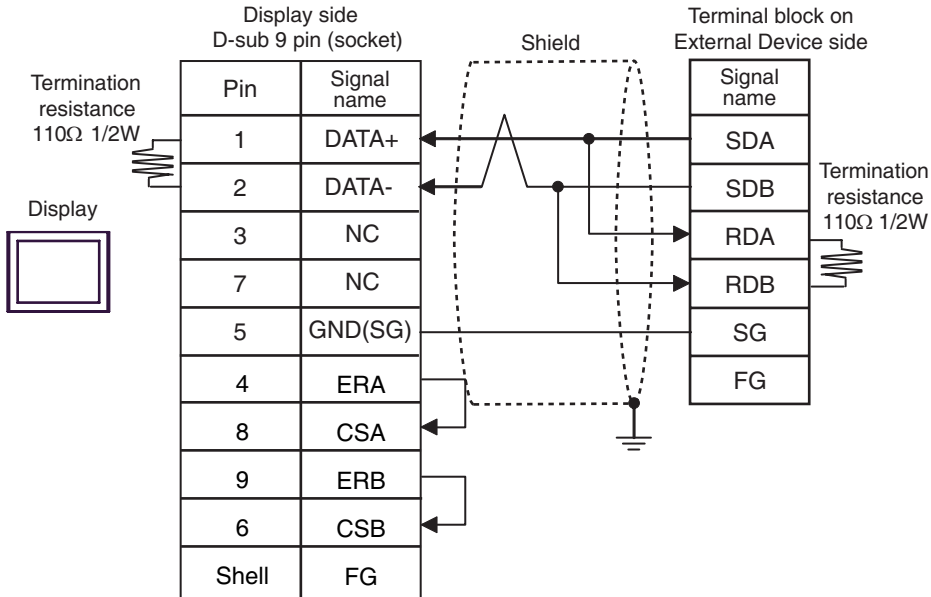 Display side
D-sub 9 pin (socket)
Shield
Terminal block on
External Device side
Termination
resistance
110Ω 1/2W
Display
Pin Signal name
1 DATA+
2 DATA-
3 NC
7 NC
5 GND(SG)
4 ERA
8 CSA
9 ERB
6 CSB
Shell FG
Signal
name
SDA
SDB
RDA
RDB
SG
FG
Termination
resistance
110Ω 1/2W